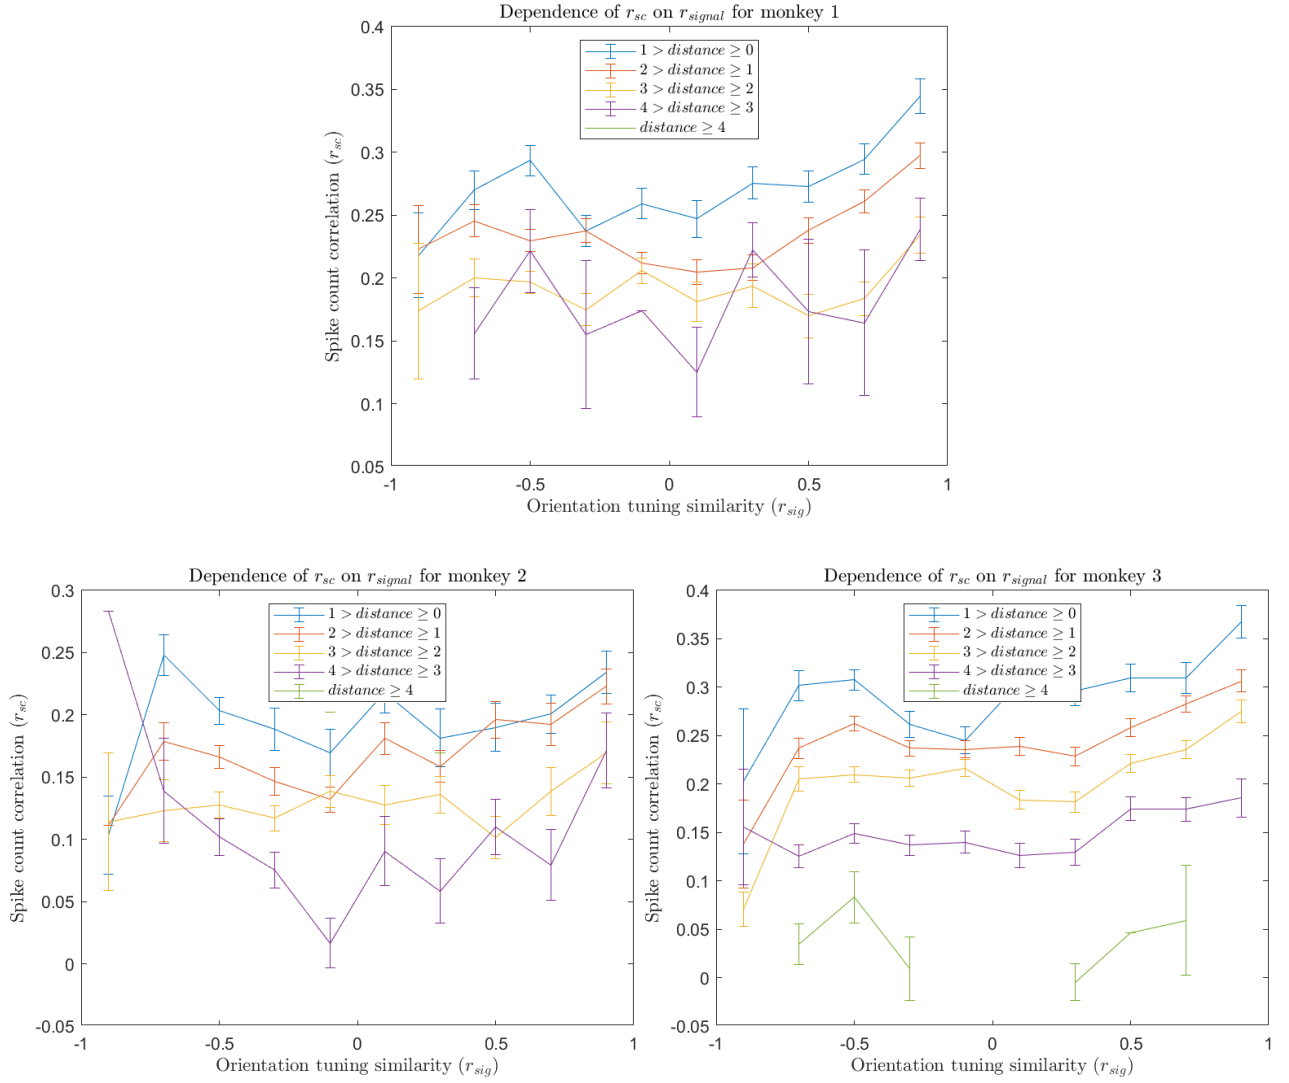 Dependence of r_sc on r_signal for monkey 1
0.4
0.35
0.3
0.25
0.2
0.15
0.1
0.05
Spike count correlation (r_sc)
1 > distance ≥ 0
2 > distance ≥ 1
3 > distance ≥ 2
4 > distance ≥ 3
distance ≥ 4
-1
-0.5
0
0.5
1
Orientation tuning similarity (r_sig)
Dependence of r_sc on r_signal for monkey 2
0.3
0.25
0.2
0.15
0.1
0.05
0
-0.05
Spike count correlation (r_sc)
1 > distance ≥ 0
2 > distance ≥ 1
3 > distance ≥ 2
4 > distance ≥ 3
distance ≥ 4
-1
-0.5
0
0.5
1
Orientation tuning similarity (r_sig)
Dependence of r_sc on r_signal for monkey 3
0.4
0.35
0.3
0.25
0.2
0.15
0.1
0.05
0
-0.05
Spike count correlation (r_sc)
1 > distance ≥ 0
2 > distance ≥ 1
3 > distance ≥ 2
4 > distance ≥ 3
distance ≥ 4
-1
-0.5
0
0.5
1
Orientation tuning similarity (r_sig)